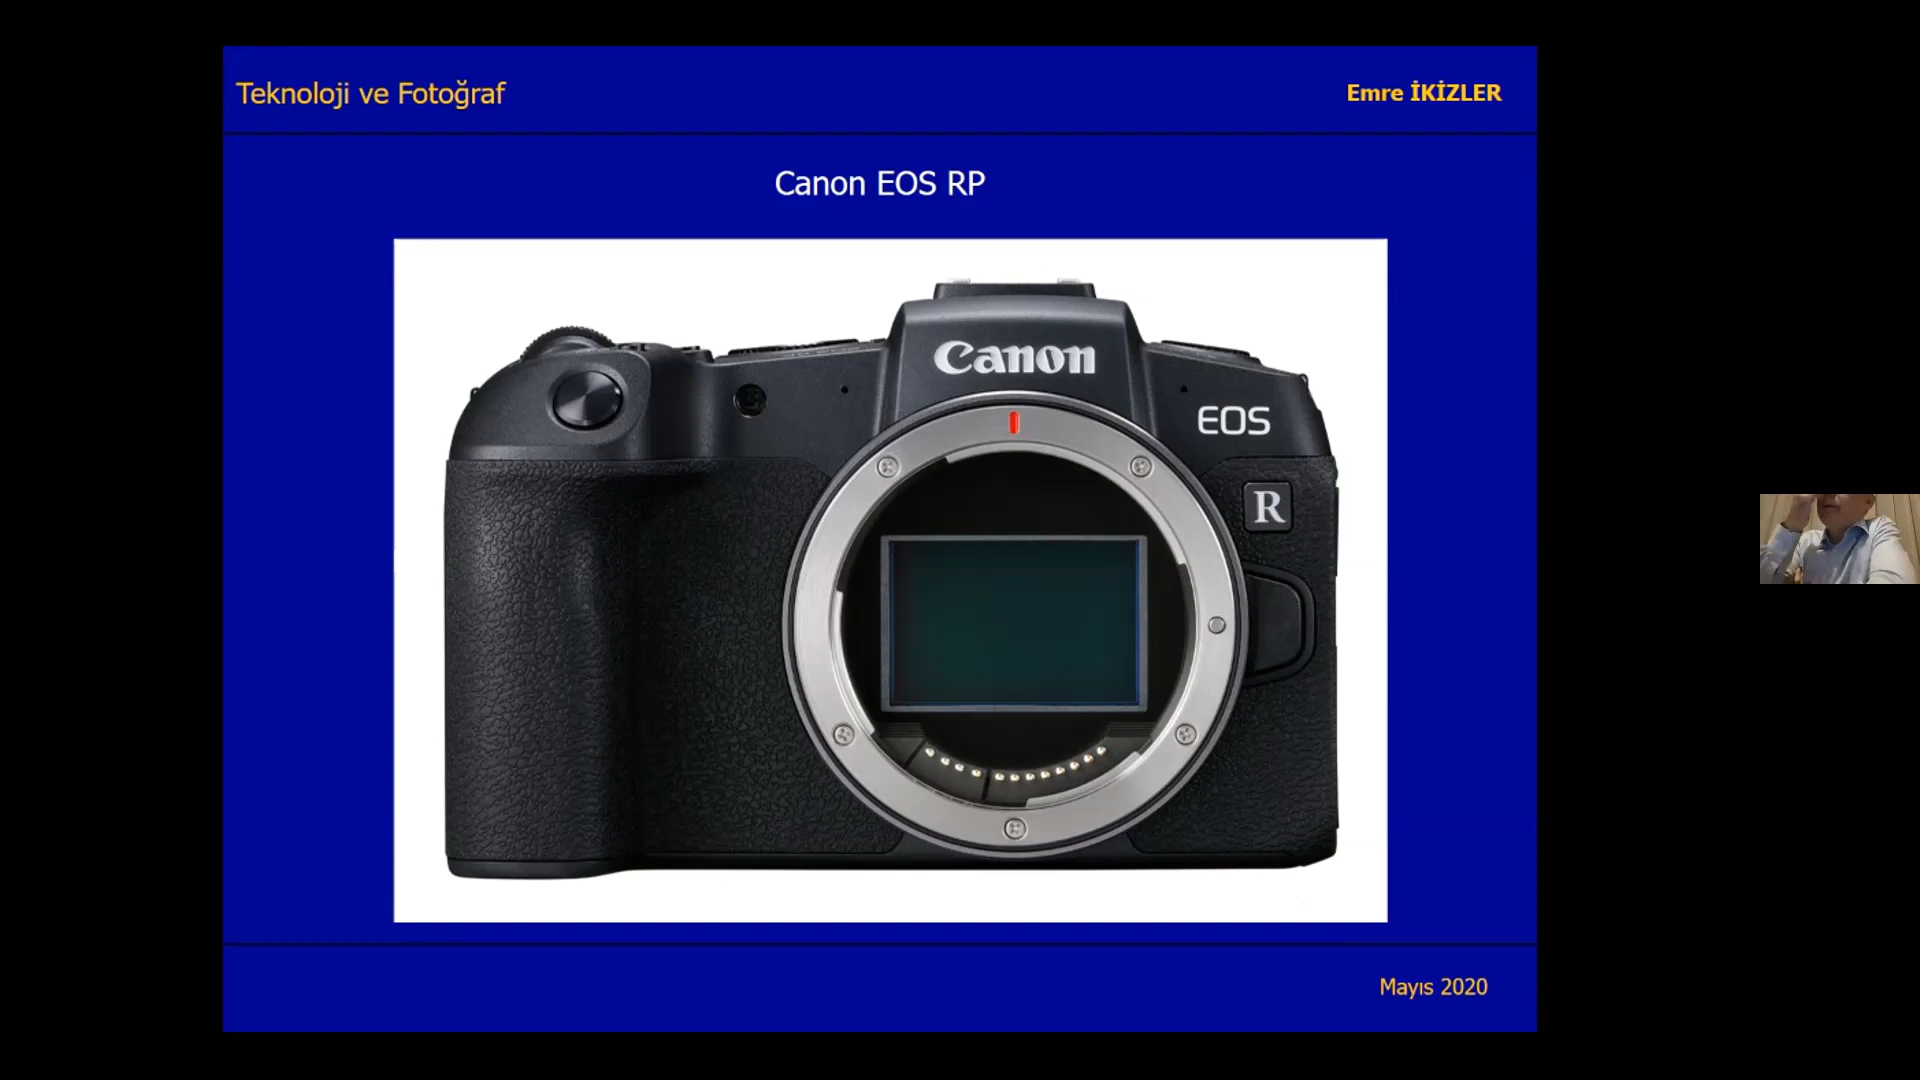 Teknoloji ve Fotoğraf
Emre İKİZLER
Canon EOS RP
Canon
EOS
R
Mayıs 2020